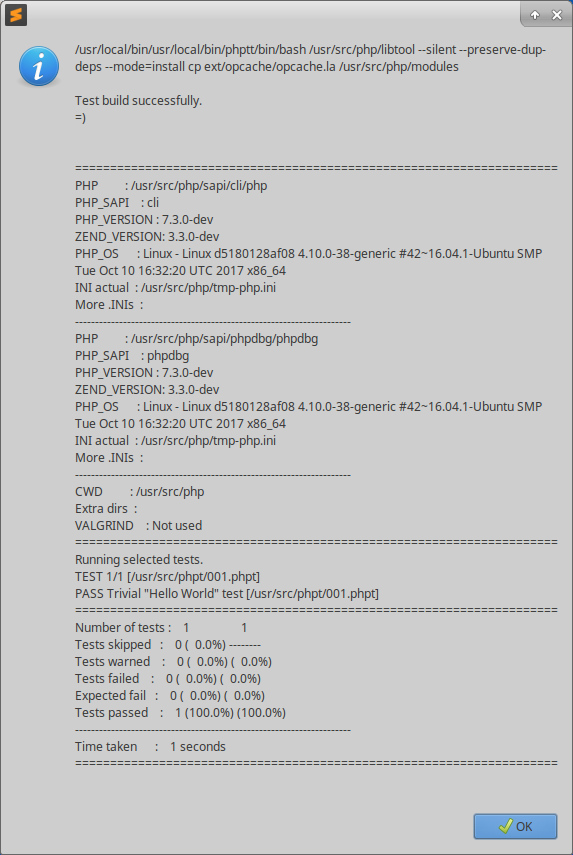 /usr/local/bin/usr/local/bin/phptt/bin/bash /usr/src/php/libtool --silent --preserve-dup-
deps --mode=install cp ext/opcache/opcache.la /usr/src/php/modules
Test build successfully.
=)
=====================================================================
PHP : /usr/src/php/sapi/cli/php
PHP_SAPI : cli
PHP_VERSION : 7.3.0-dev
ZEND_VERSION: 3.3.0-dev
PHP_OS : Linux - Linux d5180128af08 4.10.0-38-generic #42~16.04.1-Ubuntu SMP
Tue Oct 10 16:32:20 UTC 2017 x86_64
INI actual : /usr/src/php/tmp-php.ini
More .INIs :
---------------------------------------------------------------------
PHP : /usr/src/php/sapi/phpdbg/phpdbg
PHP_SAPI : phpdbg
PHP_VERSION : 7.3.0-dev
ZEND_VERSION: 3.3.0-dev
PHP_OS : Linux - Linux d5180128af08 4.10.0-38-generic #42~16.04.1-Ubuntu SMP
Tue Oct 10 16:32:20 UTC 2017 x86_64
INI actual : /usr/src/php/tmp-php.ini
More .INIs :
---------------------------------------------------------------------
CWD : /usr/src/php
Extra dirs :
VALGRIND : Not used
=====================================================================
Running selected tests.
TEST 1/1 [/usr/src/phpt/001.phpt]
PASS Trivial "Hello World" test [/usr/src/phpt/001.phpt]
=====================================================================
Number of tests : 1 1
Tests skipped : 0 ( 0.0%) --------
Tests warned : 0 ( 0.0%) ( 0.0%)
Tests failed : 0 ( 0.0%) ( 0.0%)
Expected fail : 0 ( 0.0%) ( 0.0%)
Tests passed : 1 (100.0%) (100.0%)
---------------------------------------------------------------------
Time taken : 1 seconds
=====================================================================
OK